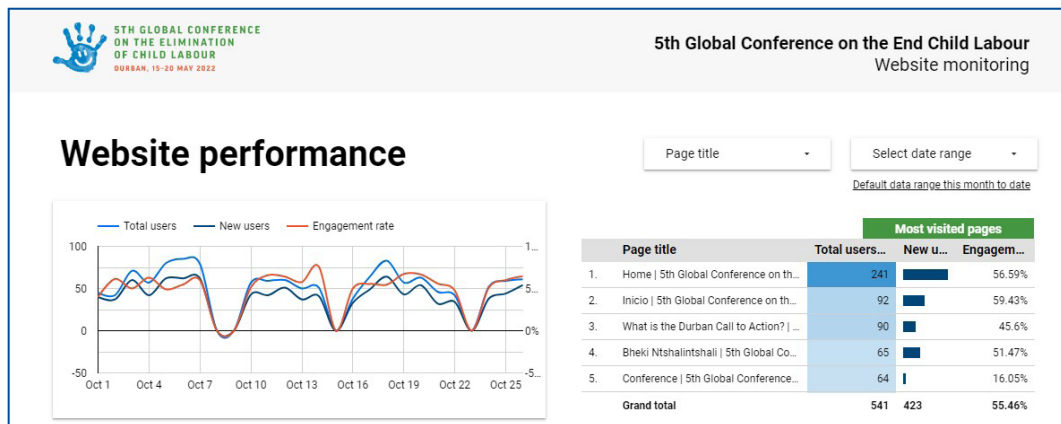 5TH GLOBAL CONFERENCE
ON THE ELIMINATION
OF CHILD LABOUR
DURBAN, 15-20 MAY 2022
5th Global Conference on the End Child Labour
Website monitoring
Website performance
Page title
Select date range
Default data range this month to date
Total users New users Engagement rate
100
50
0
-50
1...
5...
0%
-5...
Oct 1 Oct 4 Oct 7 Oct 10 Oct 13 Oct 16 Oct 19 Oct 22 Oct 25
Most visited pages
Page title Total users... New u... Engagem...
1. Home | 5th Global Conference on th... 241 56.59%
2. Inicio | 5th Global Conference on th... 92 59.43%
3. What is the Durban Call to Action? | ... 90 45.6%
4. Bheki Ntshalintshali | 5th Global Co... 65 51.47%
5. Conference | 5th Global Conference... 64 16.05%
Grand total 541 423 55.46%